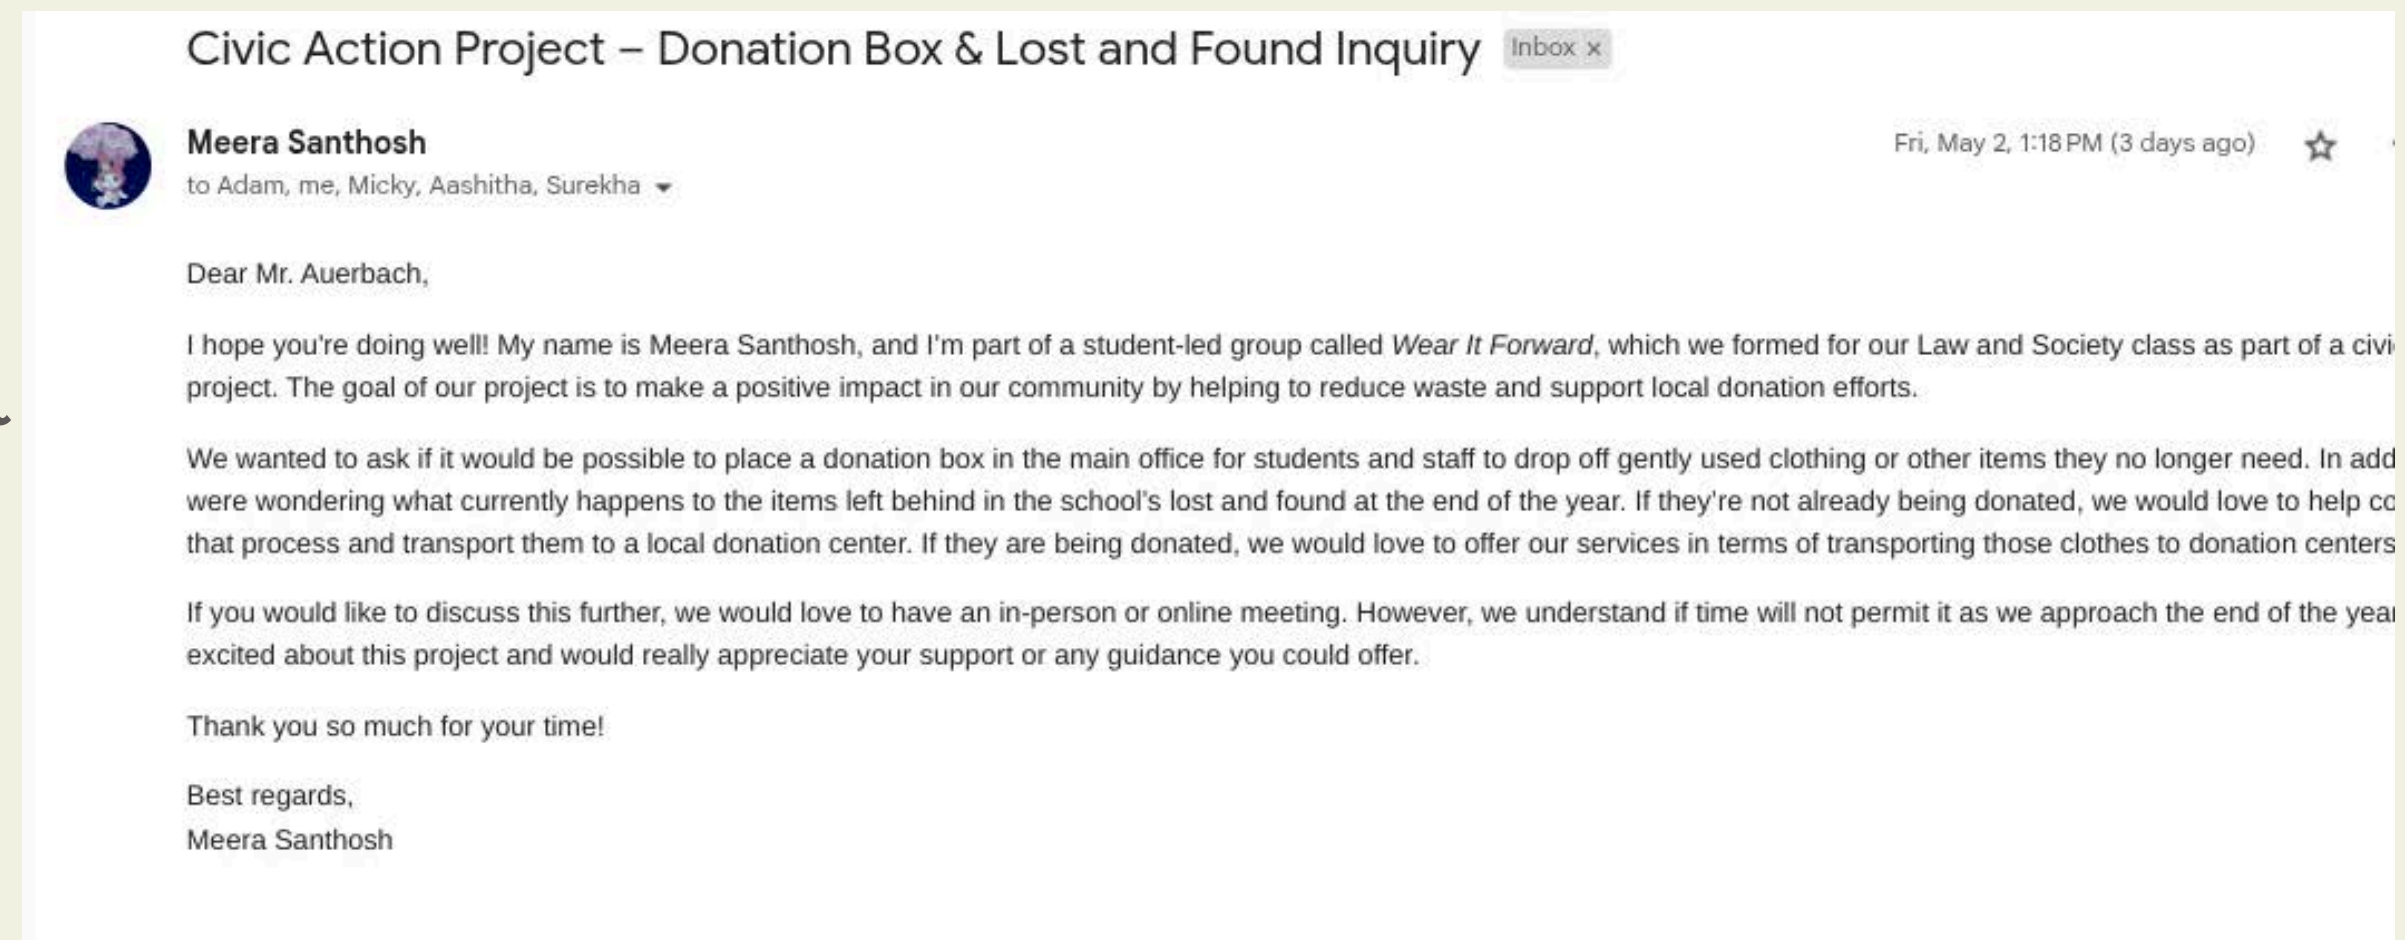 Civic Action Project – Donation Box & Lost and Found Inquiry Inbox ×
Meera Santhosh
Fri, May 2, 1:18 PM (3 days ago)
to Adam, me, Micky, Aashitha, Surekha
Dear Mr. Auerbach,
I hope you're doing well! My name is Meera Santhosh, and I'm part of a student-led group called Wear It Forward, which we formed for our Law and Society class as part of a
project. The goal of our project is to make a positive impact in our community by helping to reduce waste and support local donation efforts.
We wanted to ask if it would be possible to place a donation box in the main office for students and staff to drop off gently used clothing or other items they no longer need. In
were wondering what currently happens to the items left behind in the school's lost and found at the end of the year. If they're not already being donated, we would love to help
that process and transport them to a local donation center. If they are being donated, we would love to offer our services in terms of transporting those clothes to donation centers
If you would like to discuss this further, we would love to have an in-person or online meeting. However, we understand if time will not permit it as we approach the end of the year
excited about this project and would really appreciate your support or any guidance you could offer.
Thank you so much for your time!
Best regards,
Meera Santhosh